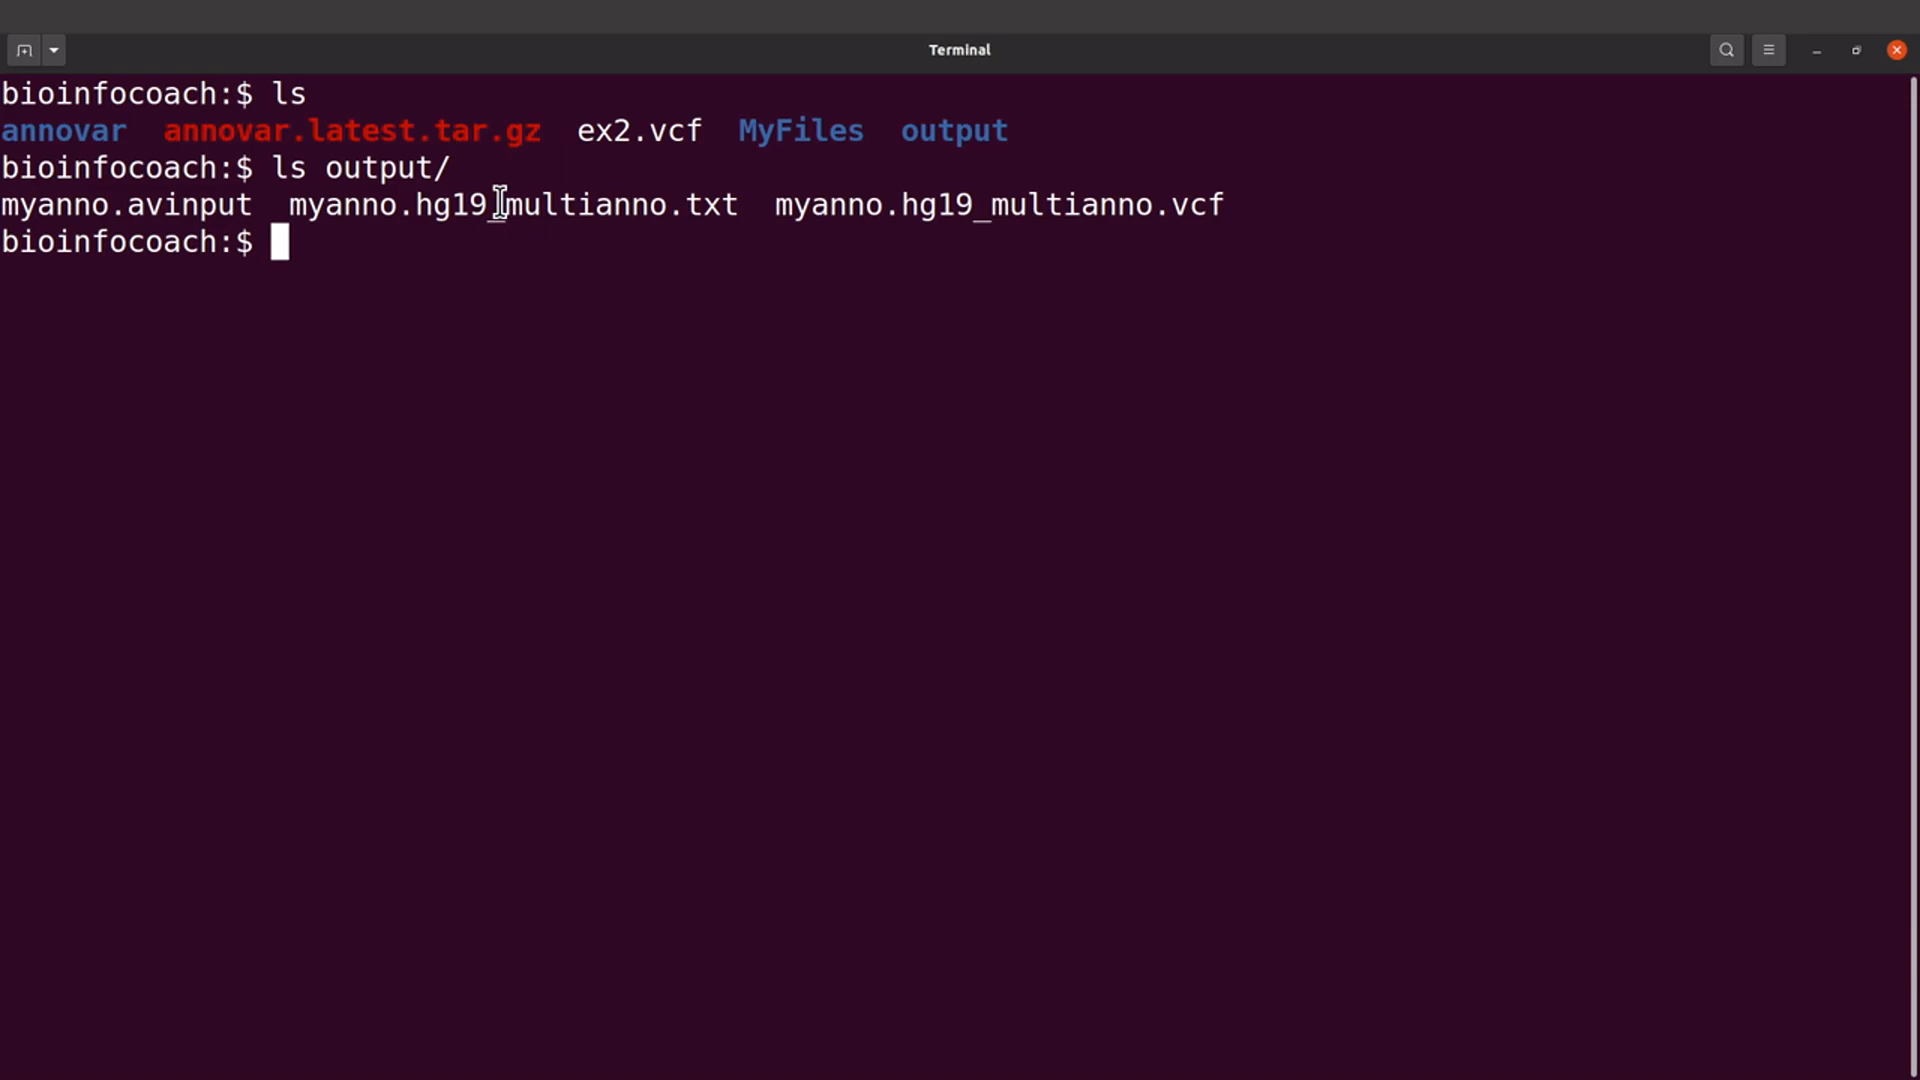 Terminal
bioinfocoach:$ ls
annovar  annovar.latest.tar.gz  ex2.vcf  MyFiles  output
bioinfocoach:$ ls output/
myanno.avinput  myanno.hg19_multianno.txt  myanno.hg19_multianno.vcf
bioinfocoach:$